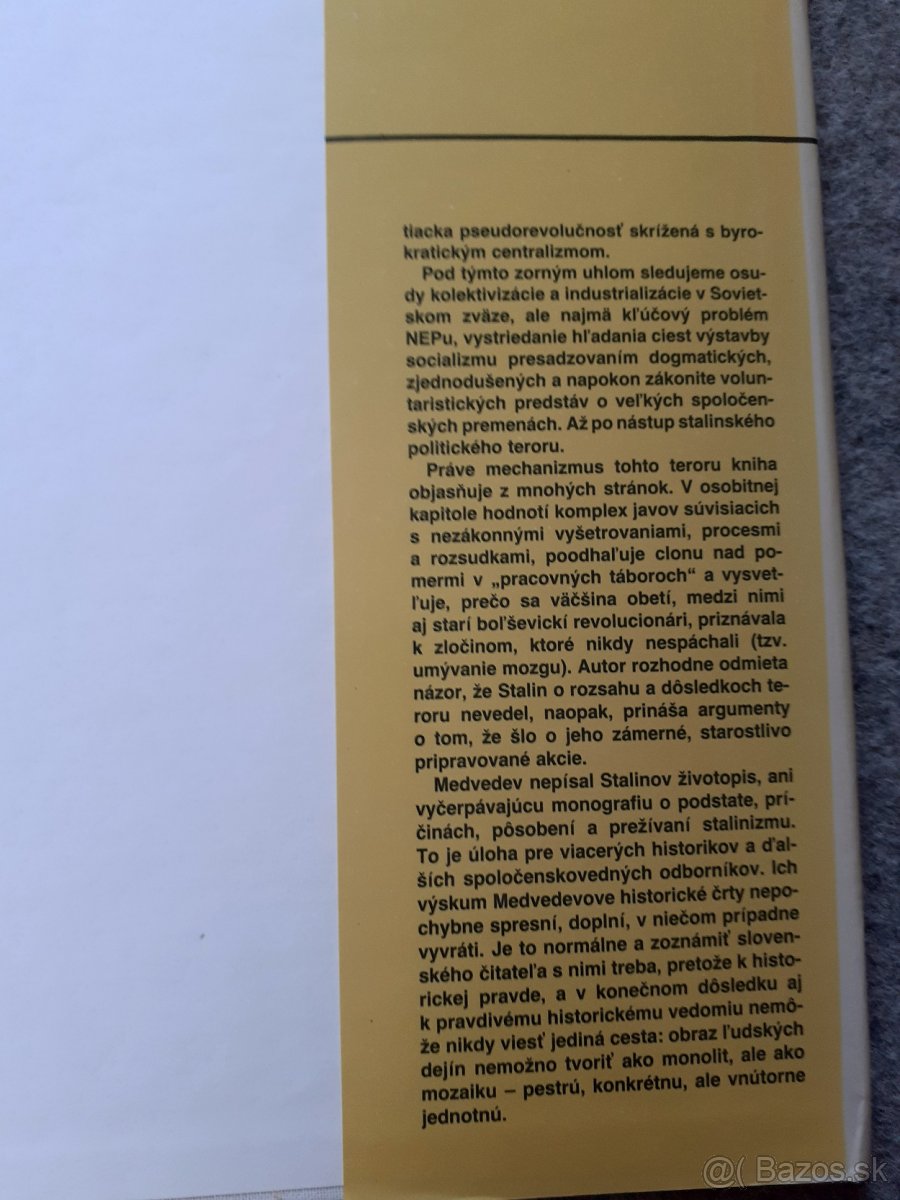 tiacka pseudorevolučnosť skrížená s byro-
kratickým centralizmom.
Pod týmto zorným uhlom sledujeme osu-
dy kolektivizácie a industrializácie v Soviet-
skom zväze, ale najmä kľúčový problém
NEPu, vystriedanie hľadania ciest výstavby
socializmu presadzovaním dogmatických,
zjednodušených a napokon zákonite volun-
taristických predstáv o veľkých spoločen-
ských premenách. Až po nástup stalinského
politického teroru.
Práve mechanizmus tohto teroru kniha
objasňuje z mnohých stránok. V osobitnej
kapitole hodnotí komplex javov súvisiacich
s nezákonnými vyšetrovaniami, procesmi
a rozsudkami, poodhaľuje clonu nad po-
mermi v „pracovných táboroch“ a vysvet-
ľuje, prečo sa väčšina obetí, medzi nimi
aj starí boľševickí revolucionári, priznávala
k zločinom, ktoré nikdy nespáchali (tzv.
umývanie mozgu). Autor rozhodne odmieta
názor, že Stalin o rozsahu a dôsledkoch te-
roru nevedel, naopak, prináša argumenty
o tom, že šlo o jeho zámerné, starostlivo
pripravované akcie.
Medvedev nepísal Stalinov životopis, ani
vyčerpávajúcu monografiu o podstate, prí-
činách, pôsobení a prežívaní stalinizmu.
To je úloha pre viacerých historikov a ďal-
ších spoločenskovedných odborníkov. Ich
výskum Medvedevove historické črty nepo-
chybne spresní, doplní, v niečom prípadne
vyvráti. Je to normálne a zoznámiť sloven-
ského čitateľa s nimi treba, pretože k histo-
rickej pravde, a v konečnom dôsledku aj
k pravdivému historickému vedomiu nemô-
že nikdy viesť jediná cesta: obraz ľudských
dejín nemožno tvoriť ako monolit, ale ako
mozaiku – pestrú, konkrétnu, ale vnútorne
jednotnú.
@( Bazos.sk